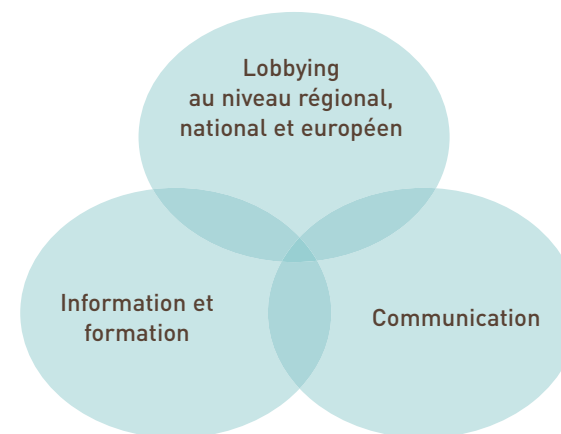 Lobbying
au niveau régional,
national et européen
Information et
formation
Communication